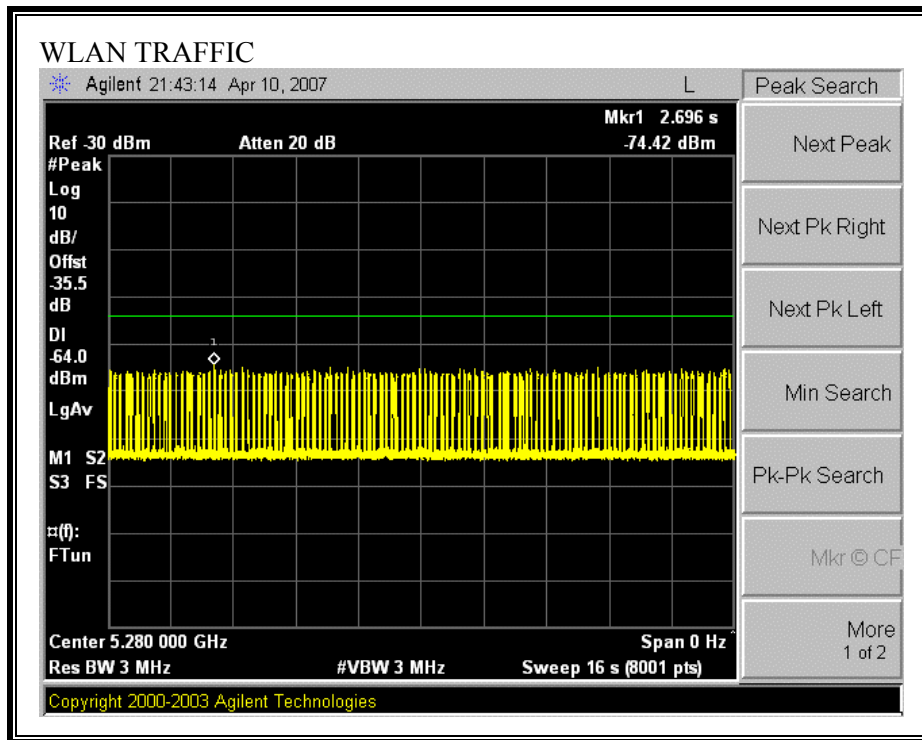 WLAN TRAFFIC
Agilent 21:43:14 Apr 10, 2007 L
Peak Search
Mkr1 2.696 s
Ref -30 dBm Atten 20 dB -74.42 dBm
#Peak
Log
10
dB/
Offst
-35.5
dB
DI
-64.0
dBm
LgAv
M1 S2
S3 FS
¤(f):
FTun
1
Center 5.280 000 GHz Span 0 Hz^
Res BW 3 MHz #VBW 3 MHz Sweep 16 s (8001 pts)
Copyright 2000-2003 Agilent Technologies
Next Peak
Next Pk Right
Next Pk Left
Min Search
Pk-Pk Search
Mkr © CF
More
1 of 2